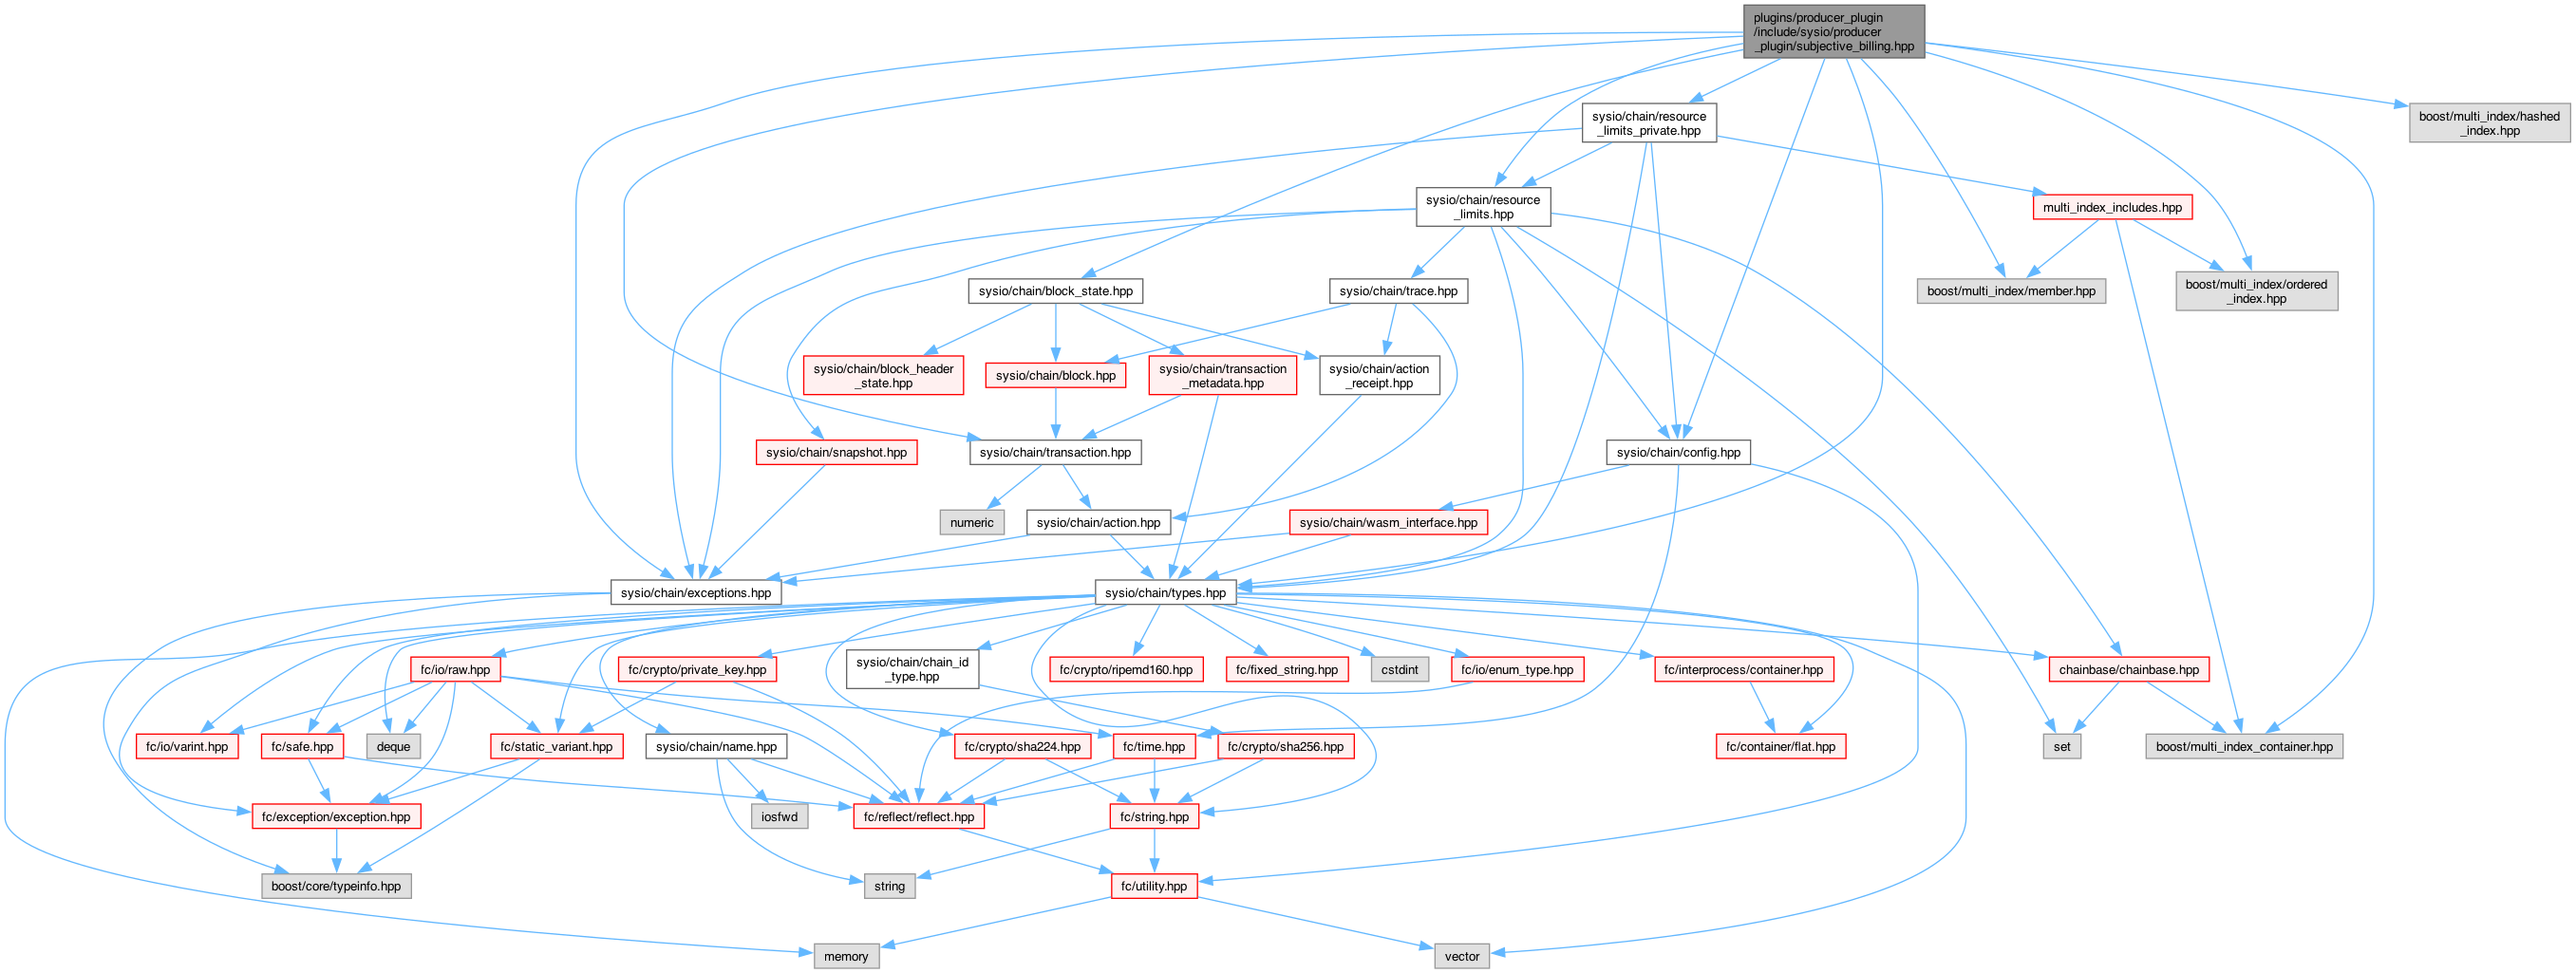 plugins/producer_plugin
/include/sysio/producer
_plugin/subjective_billing.hpp
sysio/chain/resource
_limits_private.hpp
boost/multi_index/hashed
_index.hpp
sysio/chain/resource
_limits.hpp
multi_index_includes.hpp
sysio/chain/block_state.hpp
sysio/chain/trace.hpp
boost/multi_index/member.hpp
boost/multi_index/ordered
_index.hpp
sysio/chain/block_header
_state.hpp
sysio/chain/block.hpp
sysio/chain/transaction
_metadata.hpp
sysio/chain/action
_receipt.hpp
sysio/chain/snapshot.hpp
sysio/chain/transaction.hpp
sysio/chain/config.hpp
numeric
sysio/chain/action.hpp
sysio/chain/wasm_interface.hpp
sysio/chain/exceptions.hpp
sysio/chain/types.hpp
fc/io/raw.hpp
fc/crypto/private_key.hpp
sysio/chain/chain_id
_type.hpp
fc/crypto/ripemd160.hpp
fc/fixed_string.hpp
cstdint
fc/io/enum_type.hpp
fc/interprocess/container.hpp
chainbase/chainbase.hpp
fc/io/varint.hpp
fc/safe.hpp
deque
fc/static_variant.hpp
sysio/chain/name.hpp
fc/crypto/sha224.hpp
fc/time.hpp
fc/crypto/sha256.hpp
fc/container/flat.hpp
set
boost/multi_index_container.hpp
fc/exception/exception.hpp
iosfwd
fc/reflect/reflect.hpp
fc/string.hpp
boost/core/typeinfo.hpp
string
fc/utility.hpp
memory
vector